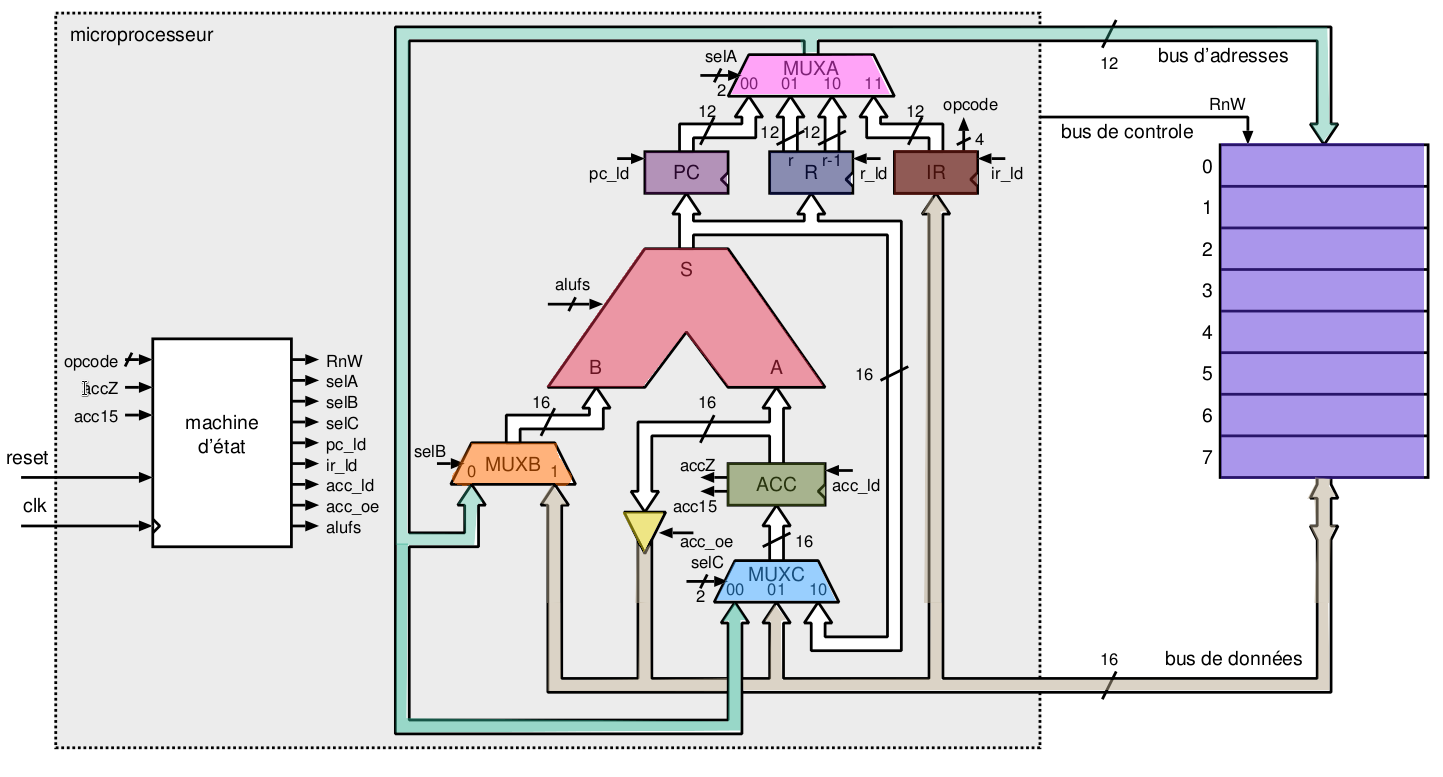 microprocesseur
12
bus d'adresses
selA
2
MUXA
00 01 10 11
opcode
RnW
bus de controle
12
12
12
12
4
pc_ld
PC
r
r-1
R
r_ld
IR
ir_ld
0
1
2
3
4
5
6
7
S
alufs
B
A
16
16
16
opcode
accZ
acc15
machine
d'état
RnW
selA
selB
selC
pc_ld
ir_ld
acc_ld
acc_oe
alufs
reset
clk
selB
0
MUXB
1
accZ
acc15
ACC
acc_ld
acc_oe
16
selC
2
MUXC
00 01 10
16
bus de données